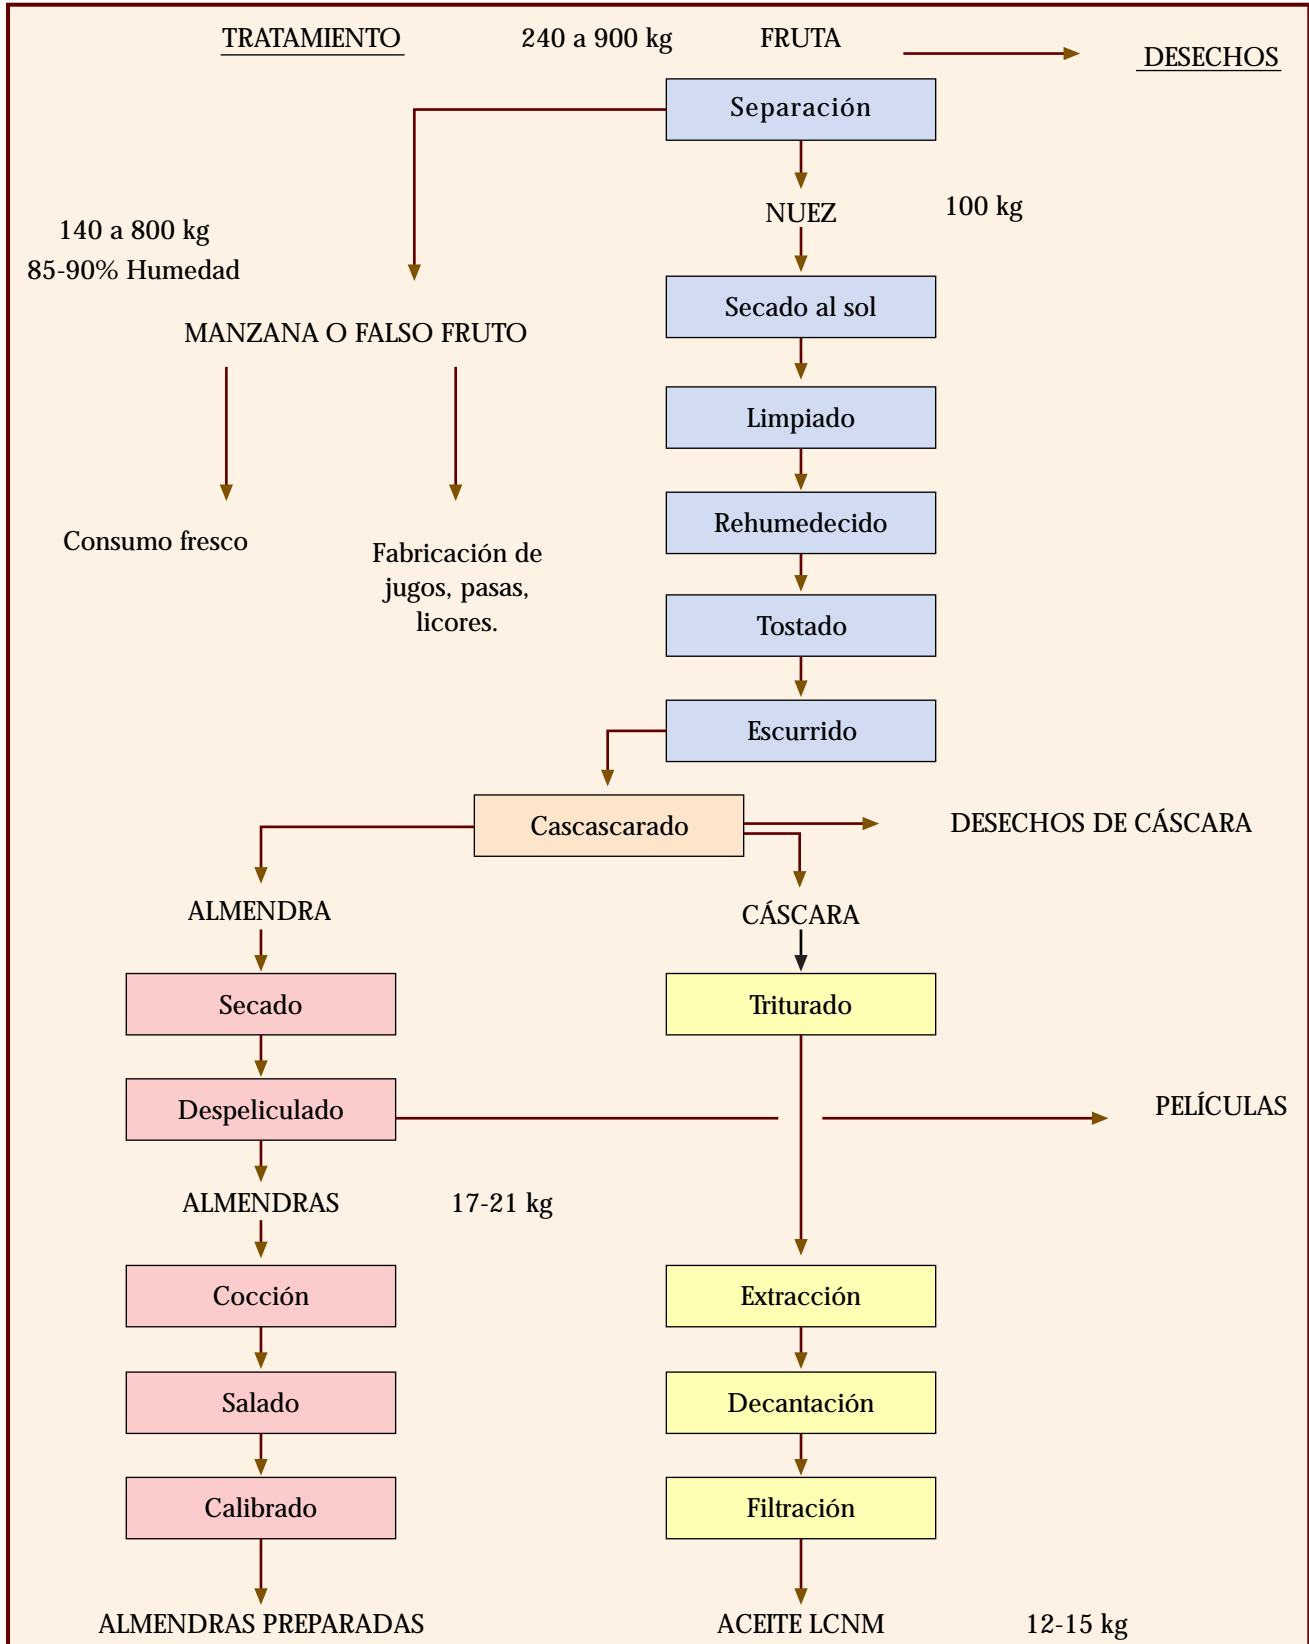 TRATAMIENTO 240 a 900 kg FRUTA
DESECHOS
Separación
NUEZ 100 kg
140 a 800 kg
85-90% Humedad
MANZANA O FALSO FRUTO
Secado al sol
Limpiado
Rehumedecido
Consumo fresco
Fabricación de
jugos, pasas,
licores.
Tostado
Escurrido
Cascascarado
DESECHOS DE CÁSCARA
ALMENDRA
CÁSCARA
Secado
Triturado
Despeliculado
PELÍCULAS
ALMENDRAS 17-21 kg
Cocción
Extracción
Salado
Decantación
Calibrado
Filtración
ALMENDRAS PREPARADAS
ACEITE LCNM 12-15 kg